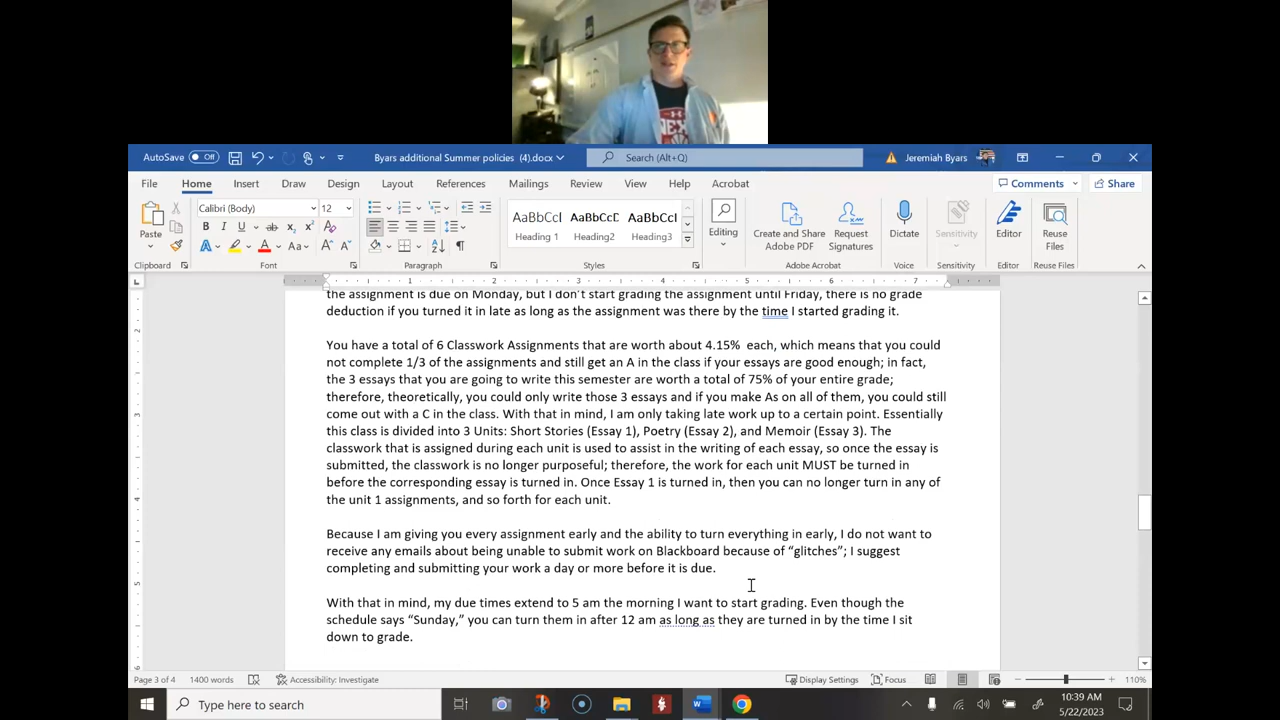 NEX
AutoSave Off
Byars additional Summer policies (4).docx
Search (Alt+Q)
Jeremiah Byars
File Home Insert Draw Design Layout References Mailings Review View Help Acrobat
Comments Share
Paste
Calibri (Body) 12
B I U ab x₂ x² A
A A Aa A A
AaBbCcI AaBbCcI AaBbCcI
Heading 1 Heading2 Heading3
Editing
Create and Share Adobe PDF
Request Signatures
Dictate
Sensitivity
Editor
Reuse Files
Clipboard Font Paragraph Styles Adobe Acrobat Voice Sensitivity Editor Reuse Files
1 2 3 4 5 6 7
the assignment is due on Monday, but I don't start grading the assignment until Friday, there is no grade
deduction if you turned it in late as long as the assignment was there by the time I started grading it.
You have a total of 6 Classwork Assignments that are worth about 4.15% each, which means that you could
not complete 1/3 of the assignments and still get an A in the class if your essays are good enough; in fact,
the 3 essays that you are going to write this semester are worth a total of 75% of your entire grade;
therefore, theoretically, you could only write those 3 essays and if you make As on all of them, you could still
come out with a C in the class. With that in mind, I am only taking late work up to a certain point. Essentially
this class is divided into 3 Units: Short Stories (Essay 1), Poetry (Essay 2), and Memoir (Essay 3). The
classwork that is assigned during each unit is used to assist in the writing of each essay, so once the essay is
submitted, the classwork is no longer purposeful; therefore, the work for each unit MUST be turned in
before the corresponding essay is turned in. Once Essay 1 is turned in, then you can no longer turn in any of
the unit 1 assignments, and so forth for each unit.
Because I am giving you every assignment early and the ability to turn everything in early, I do not want to
receive any emails about being unable to submit work on Blackboard because of “glitches”; I suggest
completing and submitting your work a day or more before it is due.
With that in mind, my due times extend to 5 am the morning I want to start grading. Even though the
schedule says “Sunday,” you can turn them in after 12 am as long as they are turned in by the time I sit
down to grade.
Page 3 of 4 1400 words Accessibility: Investigate
Display Settings Focus 110%
Type here to search
10:39 AM
5/22/2023